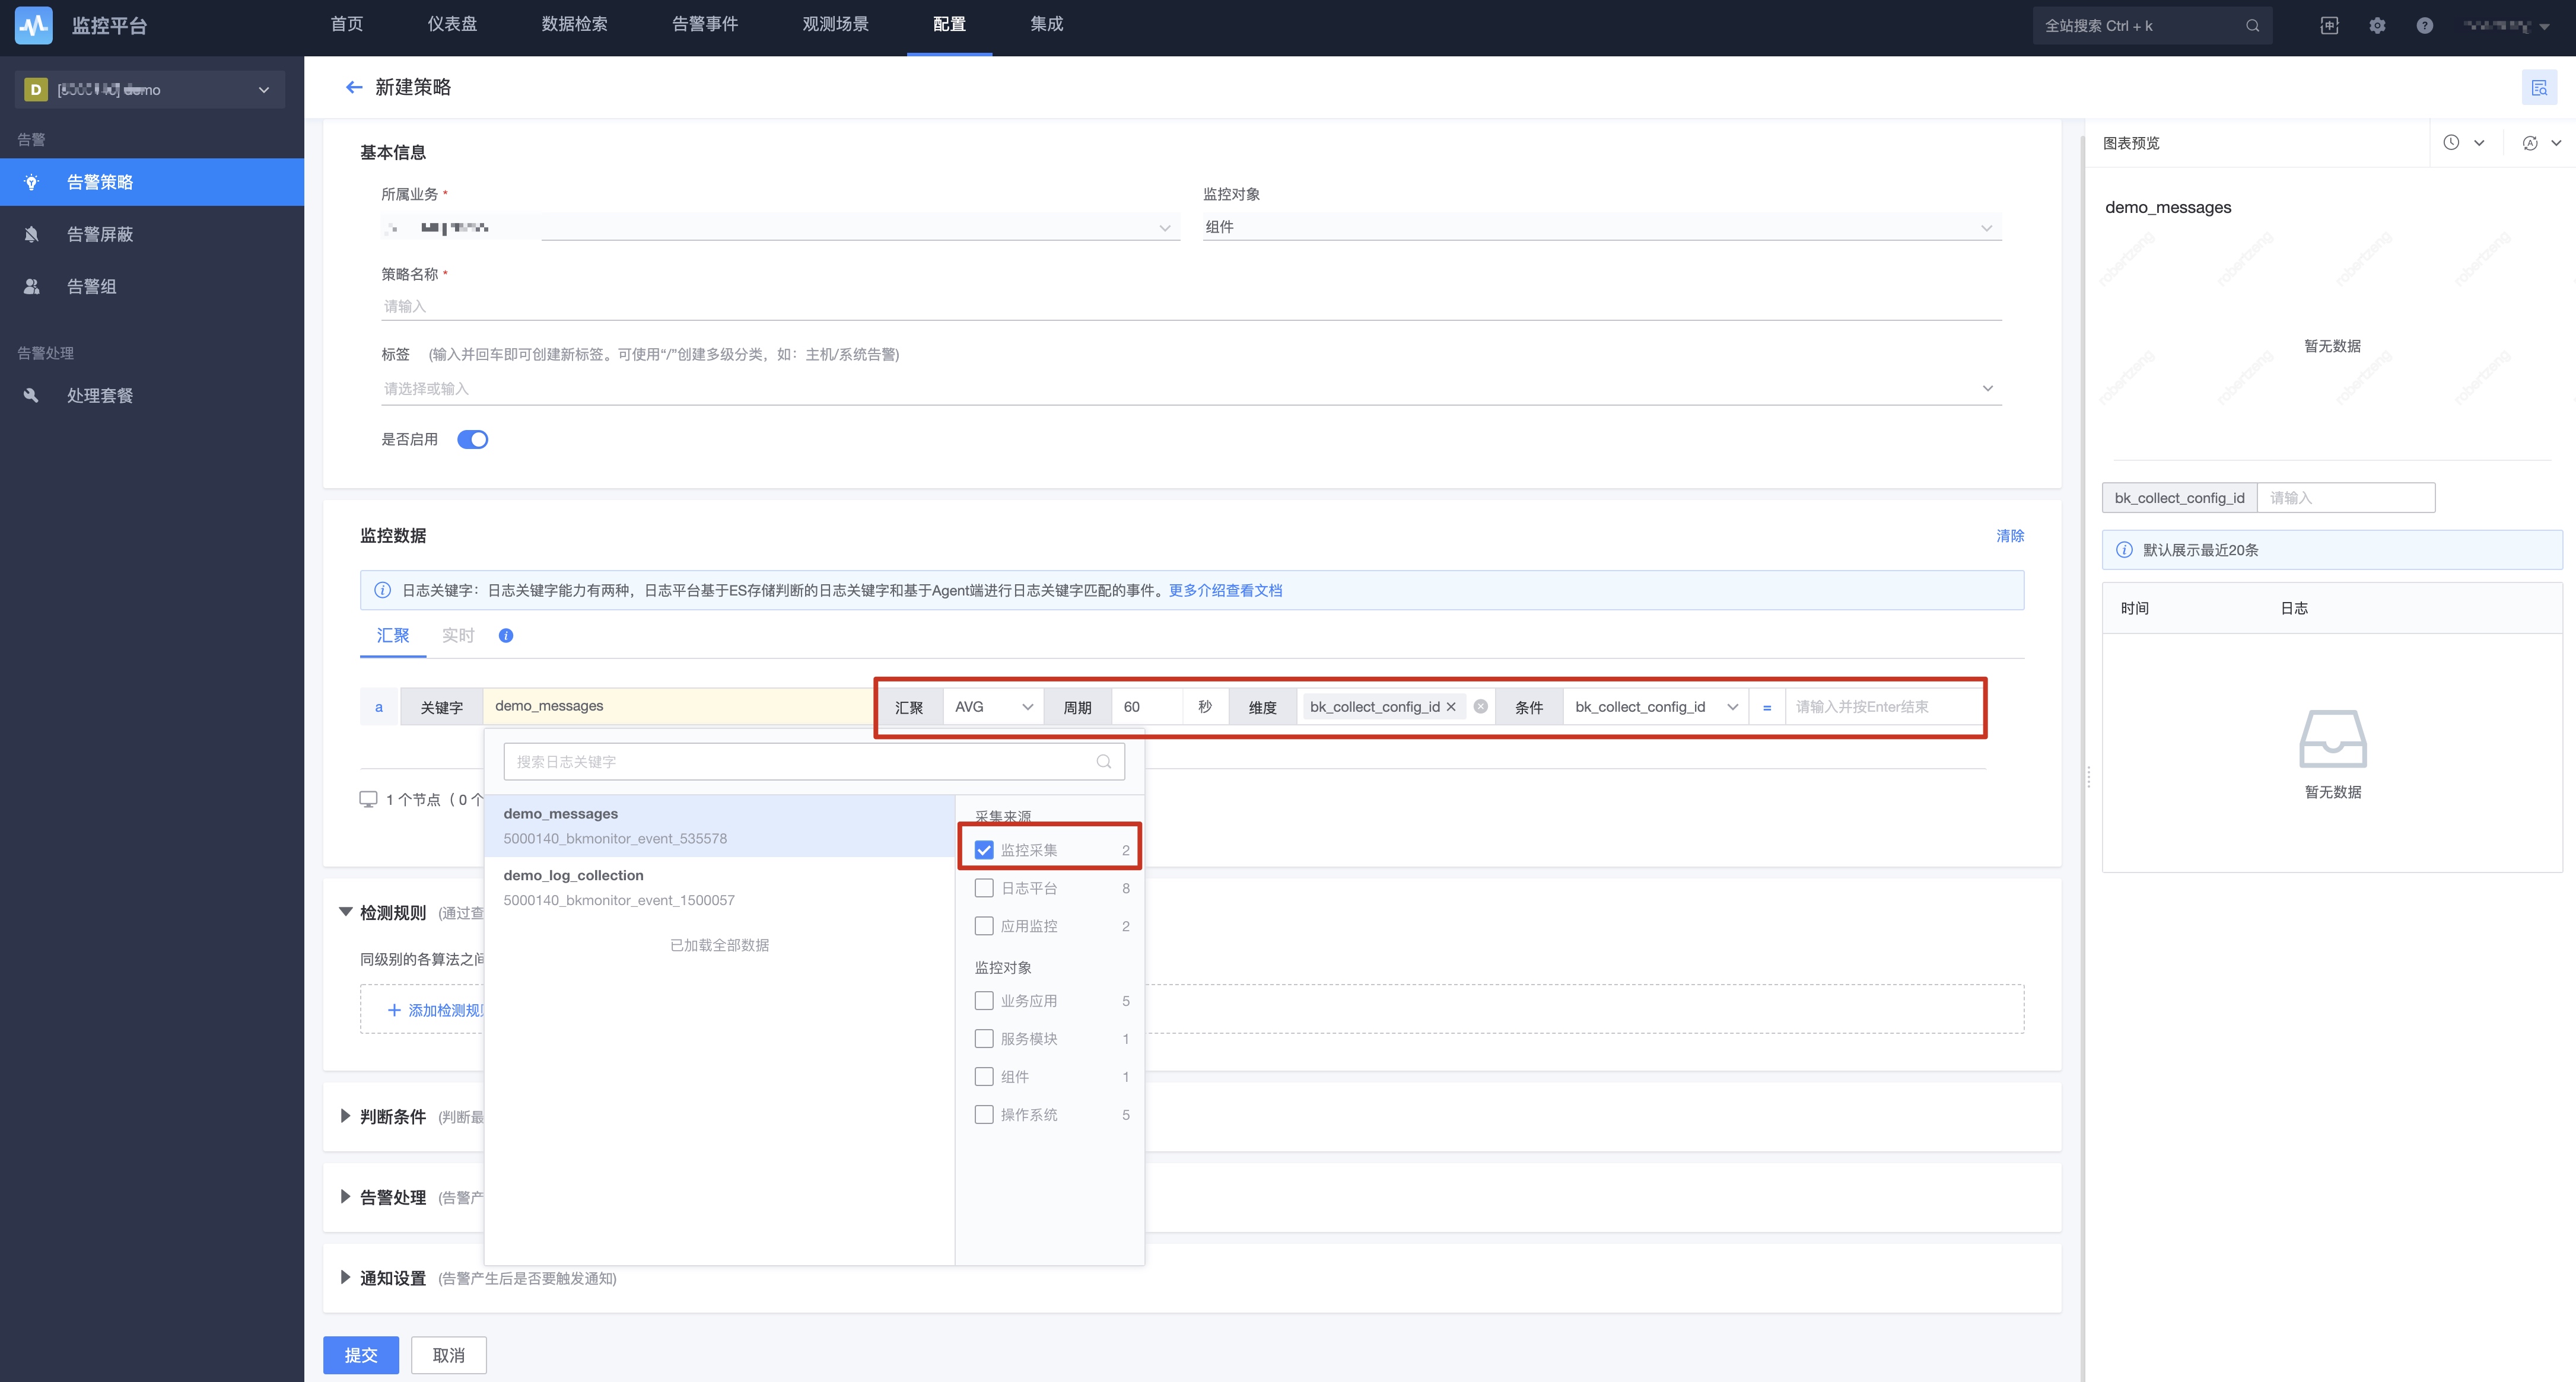 监控平台
首页 仪表盘 数据检索 告警事件 观测场景 配置 集成
全站搜索 Ctrl + k
D
告警
告警策略
告警屏蔽
告警组
告警处理
处理套餐
新建策略
基本信息
所属业务 *
监控对象
组件
策略名称 *
请输入
标签 (输入并回车即可创建新标签。可使用“/”创建多级分类，如：主机/系统告警)
请选择或输入
是否启用
监控数据
清除
日志关键字：日志关键字能力有两种，日志平台基于ES存储判断的日志关键字和基于Agent端进行日志关键字匹配的事件。更多介绍查看文档
汇聚 实时
a 关键字 demo_messages 汇聚 AVG 周期 60 秒 维度 bk_collect_config_id 条件 bk_collect_config_id = 请输入并按Enter结束
搜索日志关键字
1 个节点（ 0 个
demo_messages
5000140_bkmonitor_event_535578
demo_log_collection
5000140_bkmonitor_event_1500057
已加载全部数据
采集来源
监控采集 2
日志平台 8
应用监控 2
监控对象
业务应用 5
服务模块 1
组件 1
操作系统 5
检测规则 (通过查
同级别的各算法之间
添加检测规则
判断条件 (判断最
告警处理 (告警产
通知设置 (告警产生后是否要触发通知)
提交 取消
图表预览
demo_messages
robertzang robertzang robertzang robertzang
暂无数据
robertzang robertzang robertzang robertzang
bk_collect_config_id 请输入
默认展示最近20条
时间 日志
暂无数据